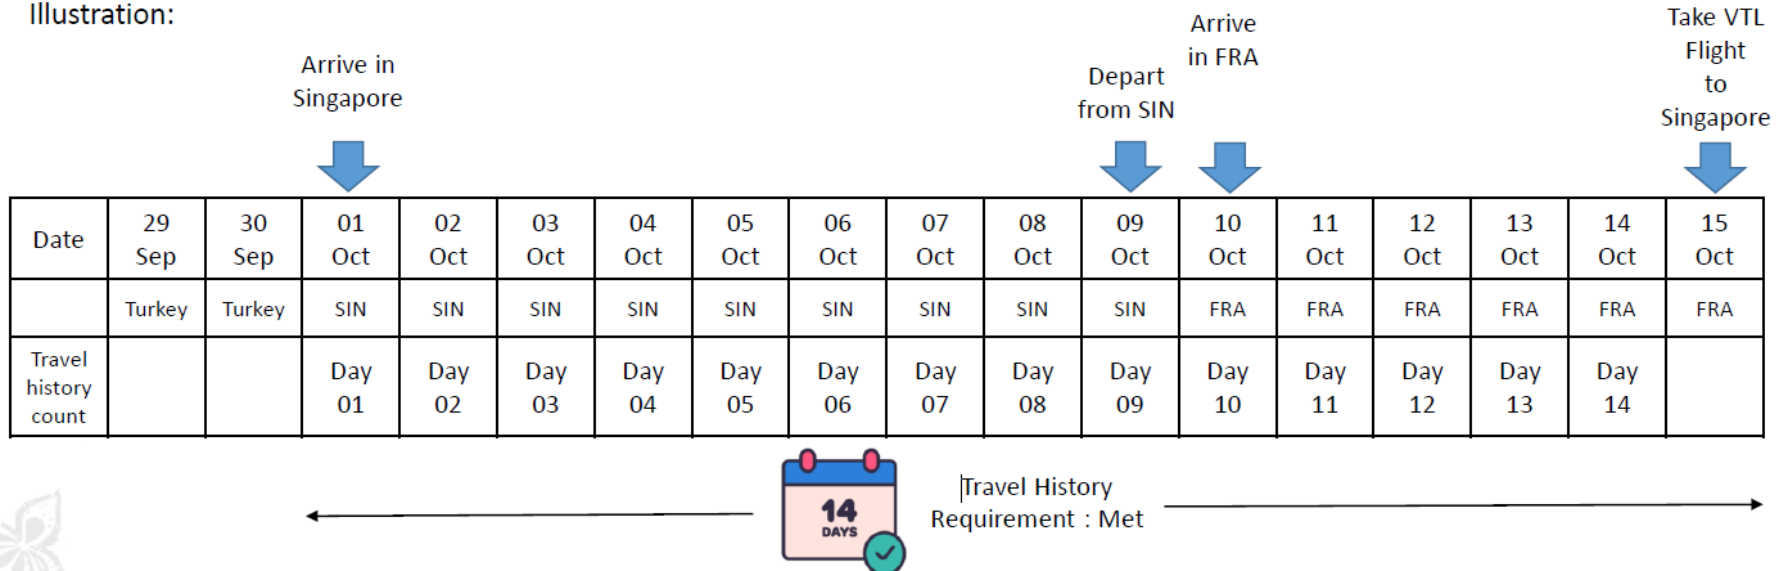 Illustration:
Arrive in
Singapore
Depart
from SIN
Arrive
in FRA
Take VTL
Flight
to
Singapore
Date 29 Sep 30 Sep 01 Oct 02 Oct 03 Oct 04 Oct 05 Oct 06 Oct 07 Oct 08 Oct 09 Oct 10 Oct 11 Oct 12 Oct 13 Oct 14 Oct 15 Oct
Turkey Turkey SIN SIN SIN SIN SIN SIN SIN SIN SIN FRA FRA FRA FRA FRA FRA
Travel history count Day 01 Day 02 Day 03 Day 04 Day 05 Day 06 Day 07 Day 08 Day 09 Day 10 Day 11 Day 12 Day 13 Day 14
14
DAYS
Travel History
Requirement : Met